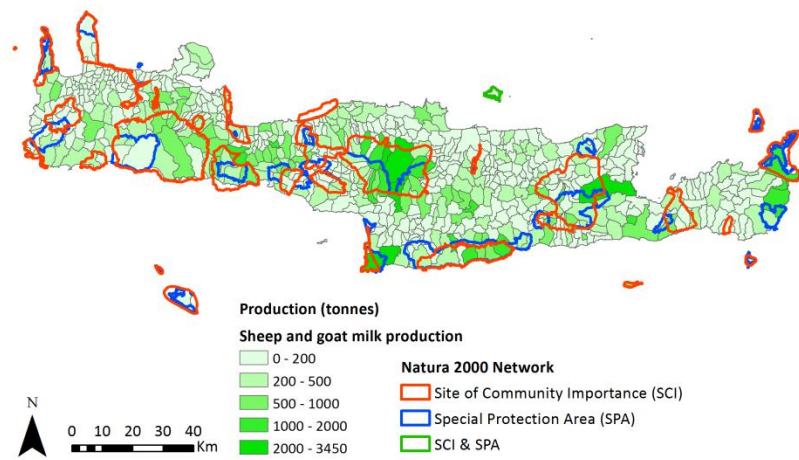 Production (tonnes)
Sheep and goat milk production
0 - 200
200 - 500
500 - 1000
1000 - 2000
2000 - 3450
Natura 2000 Network
Site of Community Importance (SCI)
Special Protection Area (SPA)
SCI & SPA
N
0 10 20 30 40
Km